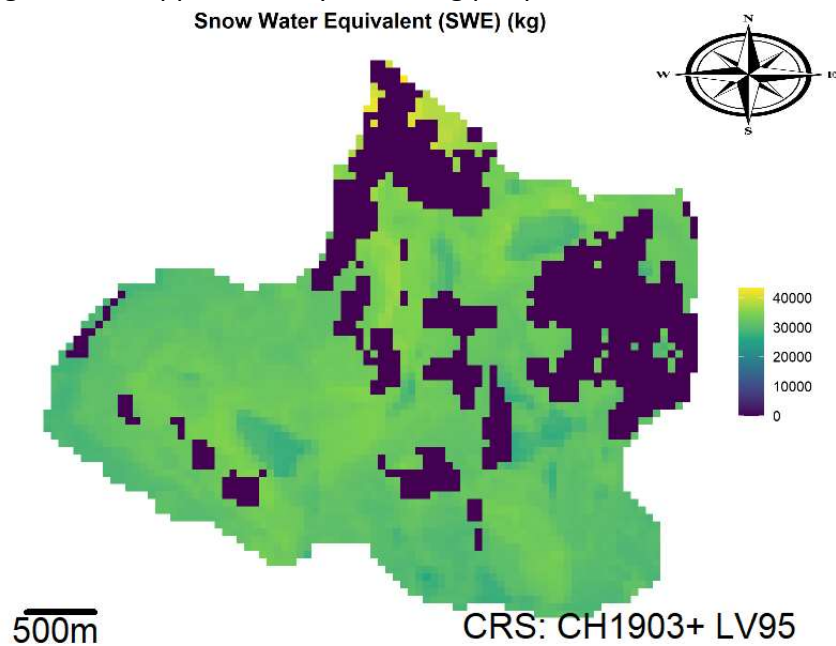 Snow Water Equivalent (SWE) (kg)
N
W
E
S
40000
30000
20000
10000
0
500m
CRS: CH1903+ LV95